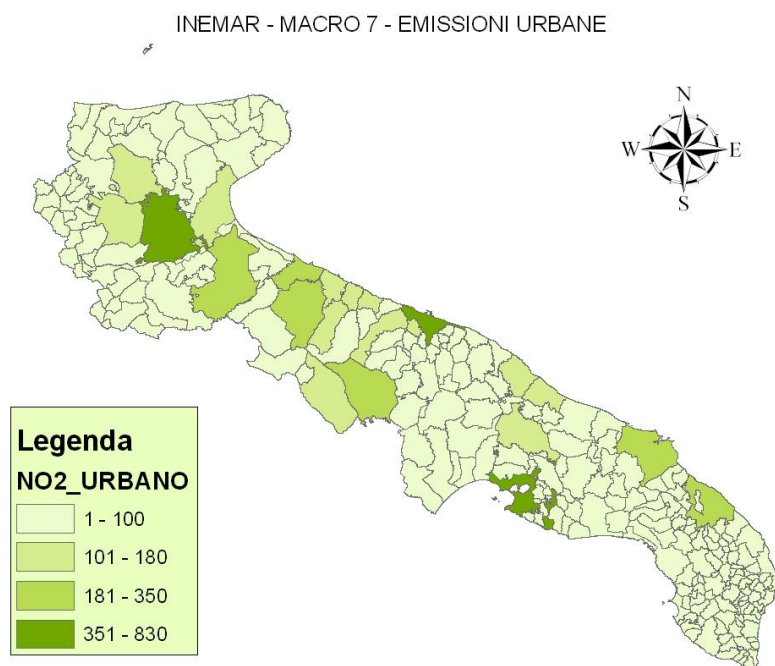 INEMAR - MACRO 7 - EMISSIONI URBANE
N
W E
S
Legenda
NO2_URBANO
1 - 100
101 - 180
181 - 350
351 - 830